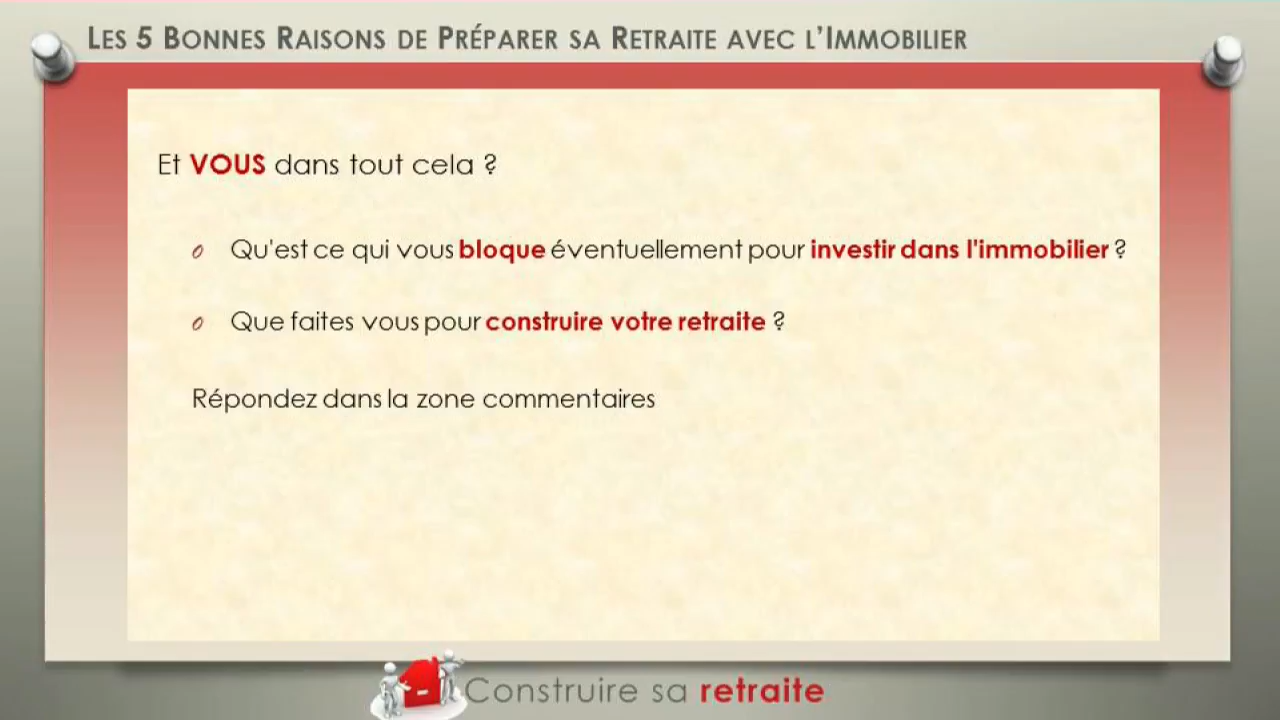 Les 5 Bonnes Raisons de Préparer sa Retraite avec l'Immobilier
Et VOUS dans tout cela ?
Qu'est ce qui vous bloque éventuellement pour investir dans l'immobilier ?
Que faites vous pour construire votre retraite ?
Répondez dans la zone commentaires
Construire sa retraite